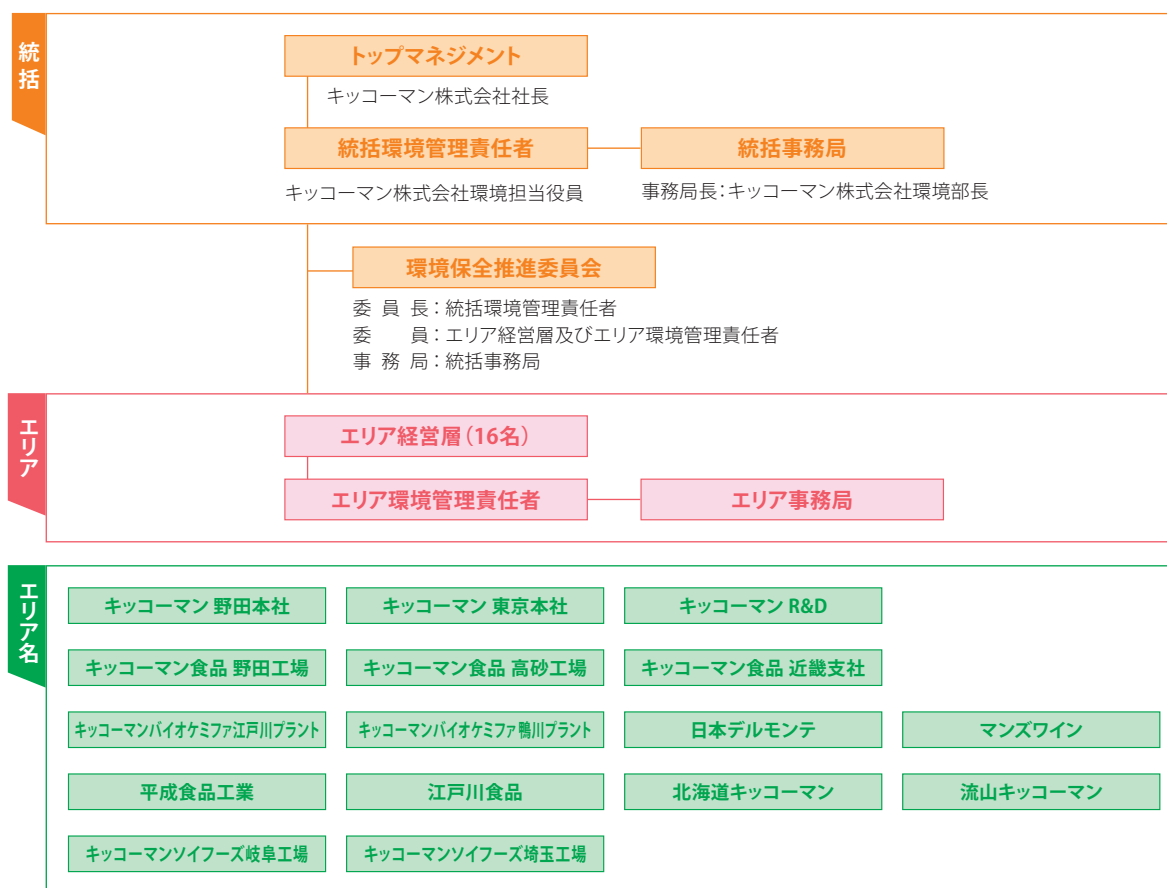 統括
トップマネジメント
キッコーマン株式会社社長
統括環境管理責任者
統括事務局
キッコーマン株式会社環境担当役員
事務局長：キッコーマン株式会社環境部長
環境保全推進委員会
委員長：統括環境管理責任者
委員：エリア経営層及びエリア環境管理責任者
事務局：統括事務局
エリア
エリア経営層（16名）
エリア環境管理責任者
エリア事務局
エリア名
キッコーマン 野田本社
キッコーマン 東京本社
キッコーマン R&D
キッコーマン食品 野田工場
キッコーマン食品 高砂工場
キッコーマン食品 近畿支社
キッコーマンバイオケミファ江戸川プラント
キッコーマンバイオケミファ鴨川プラント
日本デルモンテ
マンズワイン
平成食品工業
江戸川食品
北海道キッコーマン
流山キッコーマン
キッコーマンソイフーズ岐阜工場
キッコーマンソイフーズ埼玉工場